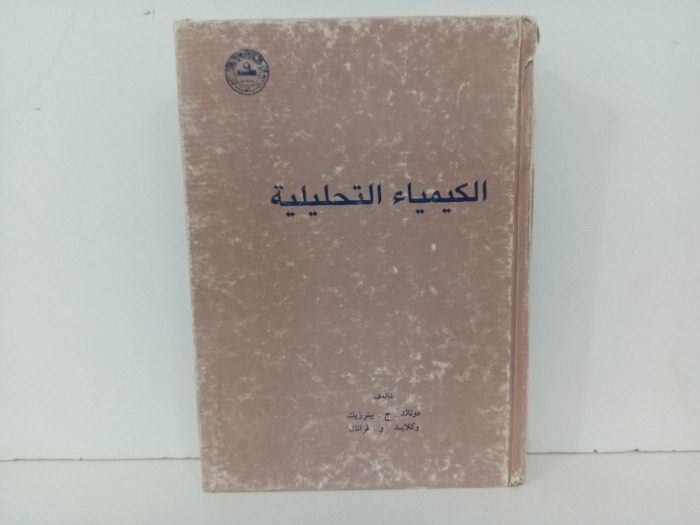 الكيمياء التحليلية
تأليف
دونالد . ج . بيترزيك
وكلايد و . فرانك